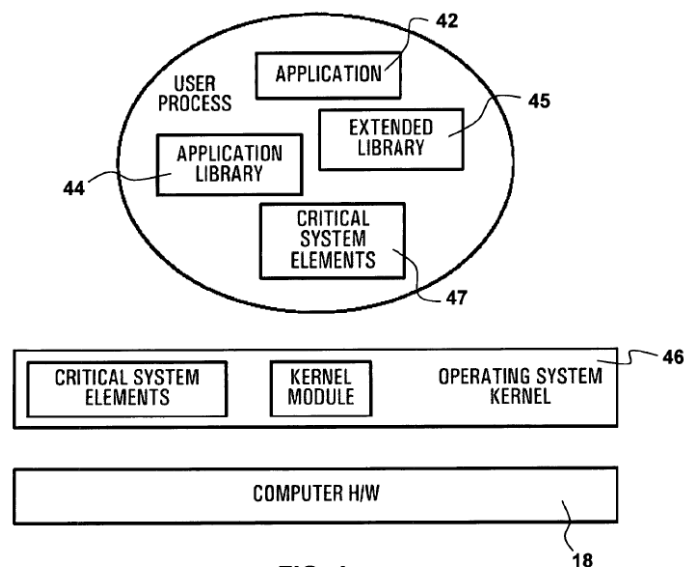 42
APPLICATION
USER
PROCESS
45
EXTENDED
LIBRARY
APPLICATION
LIBRARY
44
CRITICAL
SYSTEM
ELEMENTS
47
46
CRITICAL SYSTEM
ELEMENTS
KERNEL
MODULE
OPERATING SYSTEM
KERNEL
COMPUTER H/W
18